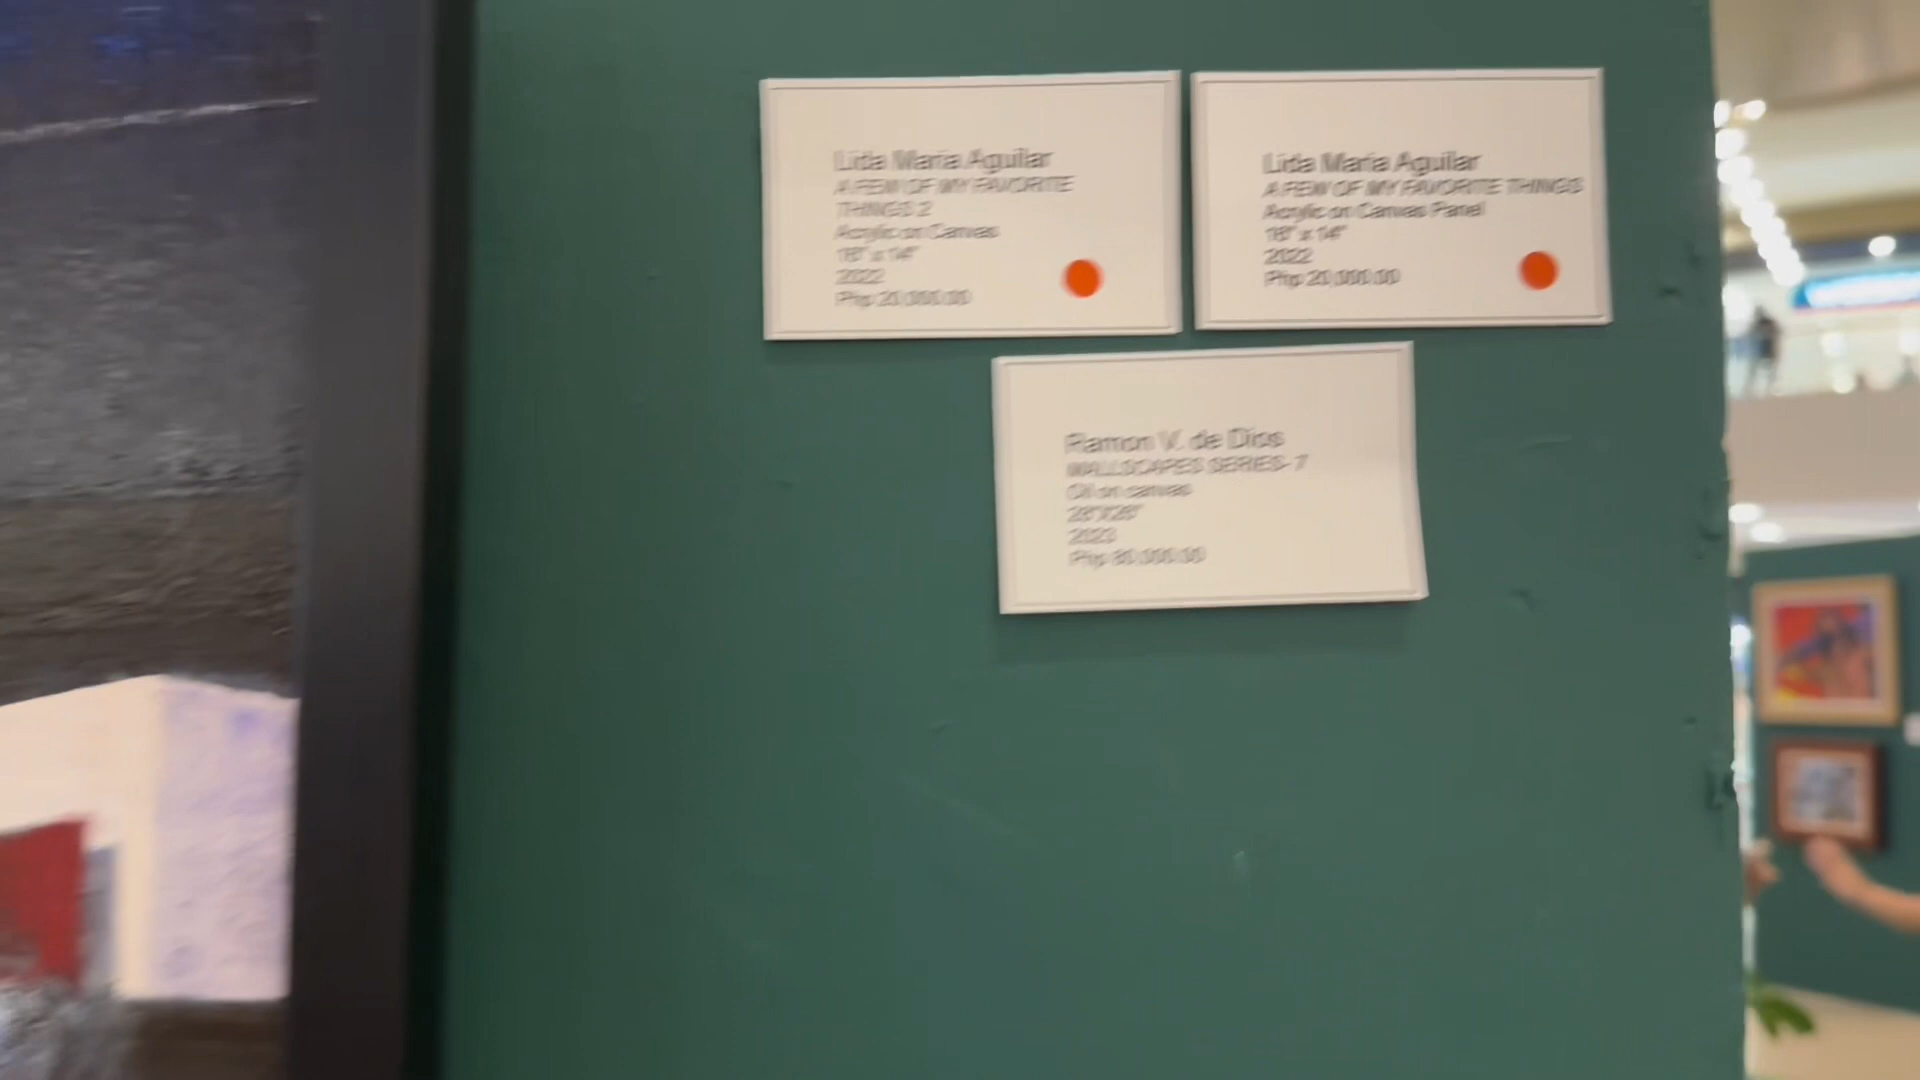 Lida Maria Aguilar
A FEW OF MY FAVORITE
THINGS 2
Acrylic on Canvas
18" x 14"
2022
Php 20,000.00
Lida Maria Aguilar
A FEW OF MY FAVORITE THINGS
Acrylic on Canvas Panel
18" x 14"
2022
Php 20,000.00
Ramon V. de Dios
WALLSCAPES SERIES- 7
Oil on canvas
28"X28"
2023
Php 80,000.00